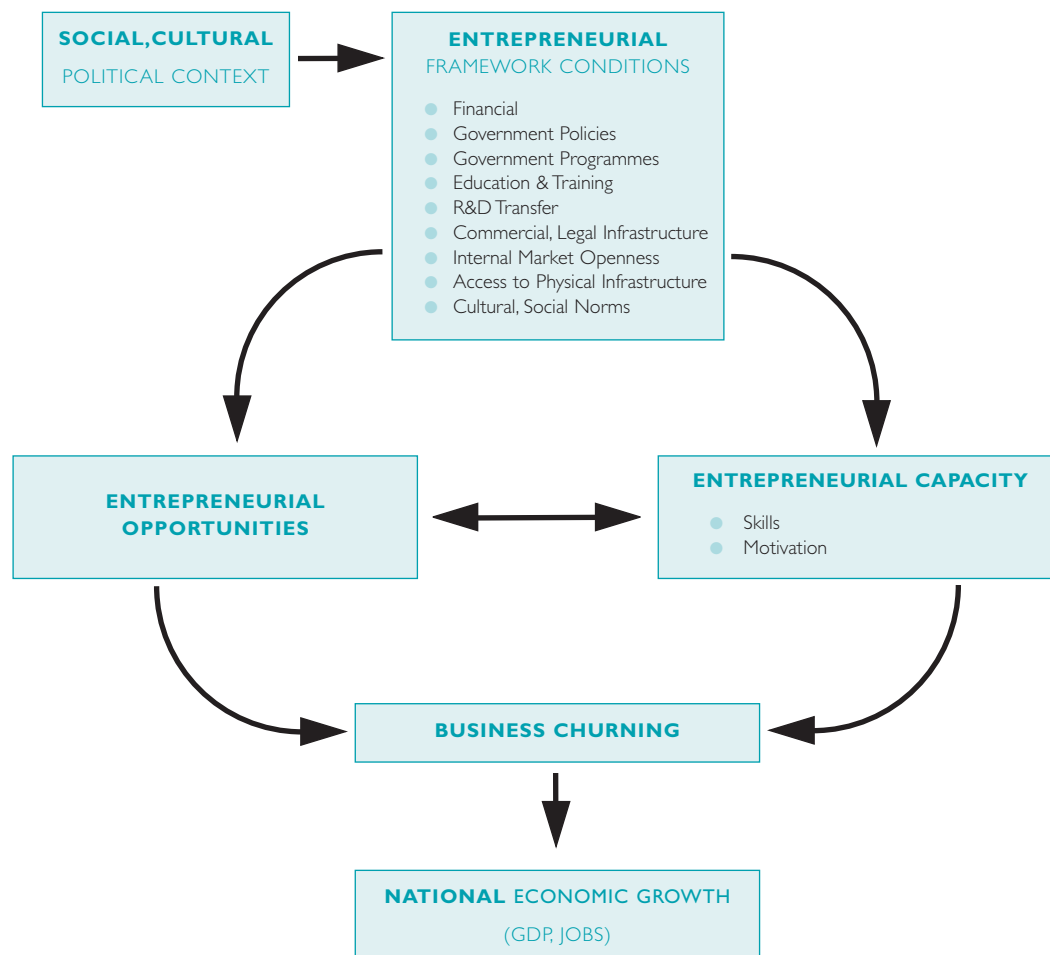 SOCIAL,CULTURAL
POLITICAL CONTEXT
ENTREPRENEURIAL
FRAMEWORK CONDITIONS
Financial
Government Policies
Government Programmes
Education & Training
R&D Transfer
Commercial, Legal Infrastructure
Internal Market Openness
Access to Physical Infrastructure
Cultural, Social Norms
ENTREPRENEURIAL
OPPORTUNITIES
ENTREPRENEURIAL CAPACITY
Skills
Motivation
BUSINESS CHURNING
NATIONAL ECONOMIC GROWTH
(GDP, JOBS)